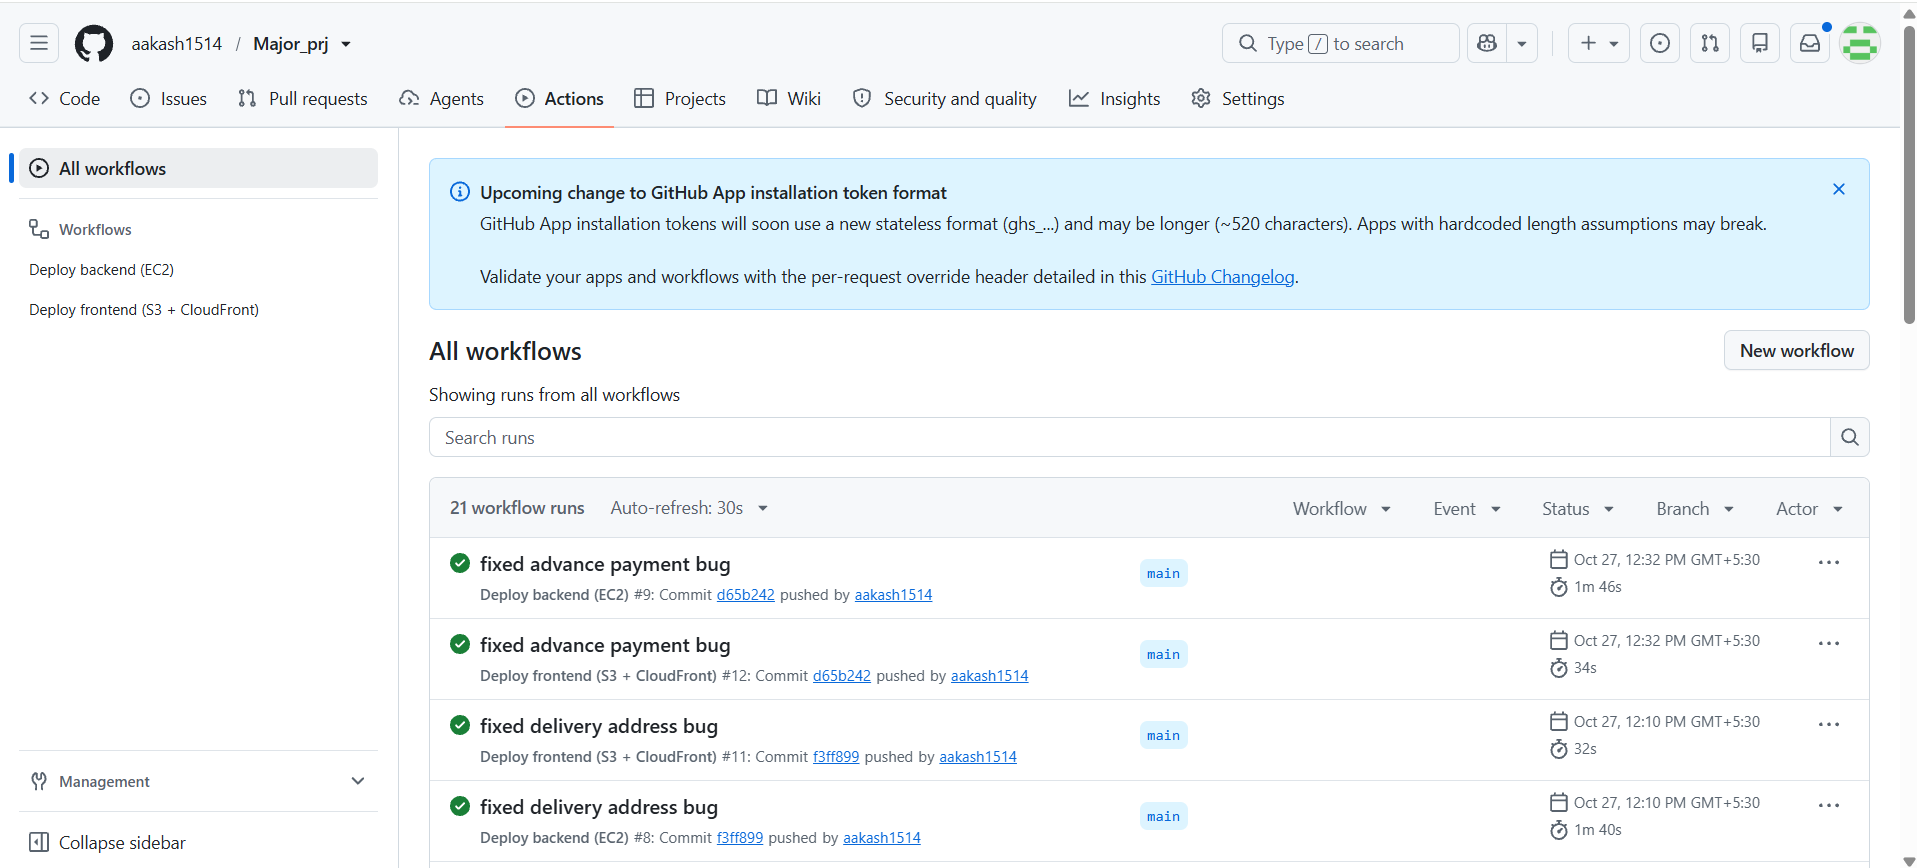 aakash1514 / Major_prj
Type / to search
Code
Issues
Pull requests
Agents
Actions
Projects
Wiki
Security and quality
Insights
Settings
All workflows
Workflows
Deploy backend (EC2)
Deploy frontend (S3 + CloudFront)
Management
Collapse sidebar
Upcoming change to GitHub App installation token format
GitHub App installation tokens will soon use a new stateless format (ghs_...) and may be longer (~520 characters). Apps with hardcoded length assumptions may break.
Validate your apps and workflows with the per-request override header detailed in this GitHub Changelog.
All workflows
New workflow
Showing runs from all workflows
Search runs
21 workflow runs
Auto-refresh: 30s
Workflow
Event
Status
Branch
Actor
fixed advance payment bug
Deploy backend (EC2) #9: Commit d65b242 pushed by aakash1514
main
Oct 27, 12:32 PM GMT+5:30
1m 46s
fixed advance payment bug
Deploy frontend (S3 + CloudFront) #12: Commit d65b242 pushed by aakash1514
main
Oct 27, 12:32 PM GMT+5:30
34s
fixed delivery address bug
Deploy frontend (S3 + CloudFront) #11: Commit f3ff899 pushed by aakash1514
main
Oct 27, 12:10 PM GMT+5:30
32s
fixed delivery address bug
Deploy backend (EC2) #8: Commit f3ff899 pushed by aakash1514
main
Oct 27, 12:10 PM GMT+5:30
1m 40s